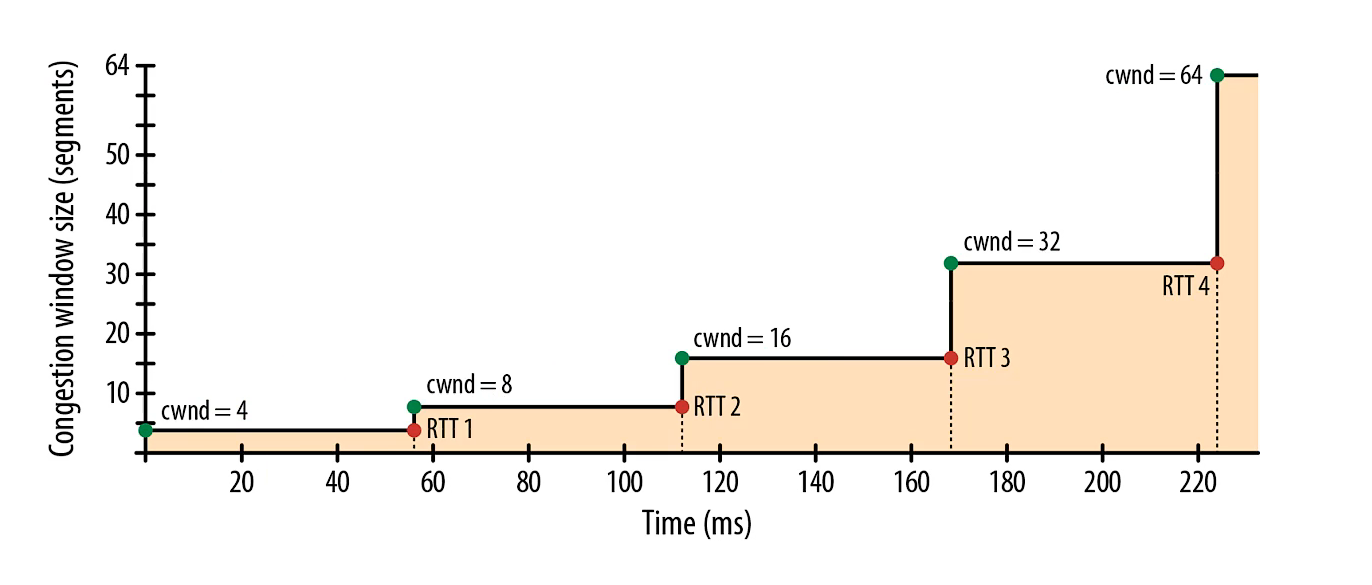 Congestion window size (segments)
64
50
40
30
20
10
cwnd = 4
RTT 1
cwnd = 8
RTT 2
cwnd = 16
RTT 3
cwnd = 32
RTT 4
cwnd = 64
20 40 60 80 100 120 140 160 180 200 220
Time (ms)